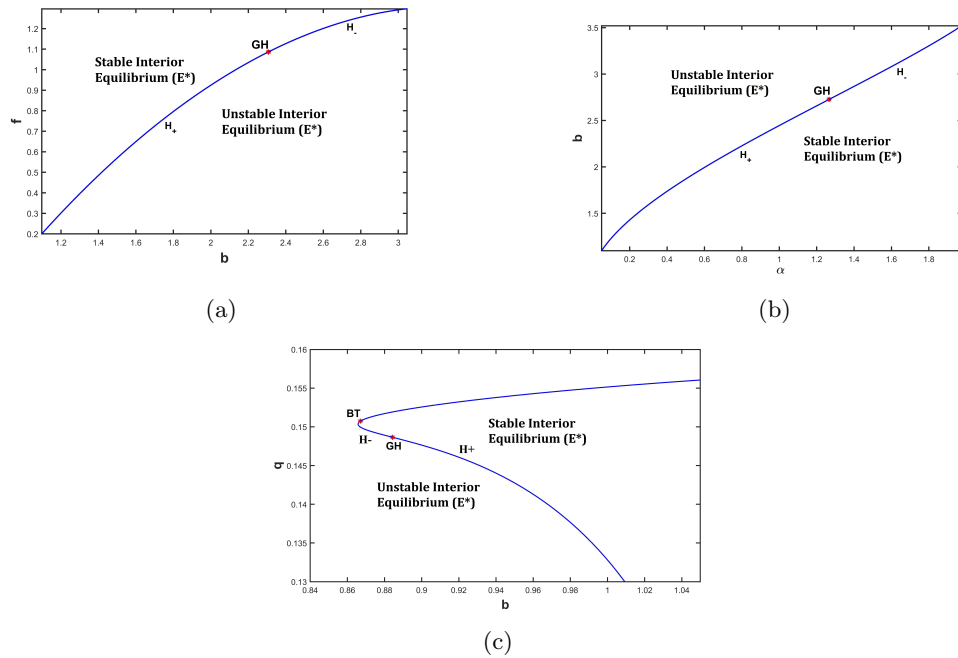 1.4
1.3
1.2
1.1
1
0.9
0.8
0.7
0.6
0.5
0.4
0.3
0.2
f
GH
H-
Stable Interior
Equilibrium (E*)
Unstable Interior
Equilibrium (E*)
H+
1.2 1.4 1.6 1.8 2 2.2 2.4 2.6 2.8 3
b
(a)
3.5
3
2.5
2
1.5
b
Unstable Interior
Equilibrium (E*)
GH
H-
Stable Interior
Equilibrium (E*)
H+
0.2 0.4 0.6 0.8 1 1.2 1.4 1.6 1.8
α
(b)
0.16
0.155
0.15
0.145
0.14
0.135
0.13
q
BT
H-
GH
H+
Stable Interior
Equilibrium (E*)
Unstable Interior
Equilibrium (E*)
0.84 0.86 0.88 0.9 0.92 0.94 0.96 0.98 1 1.02 1.04
b
(c)